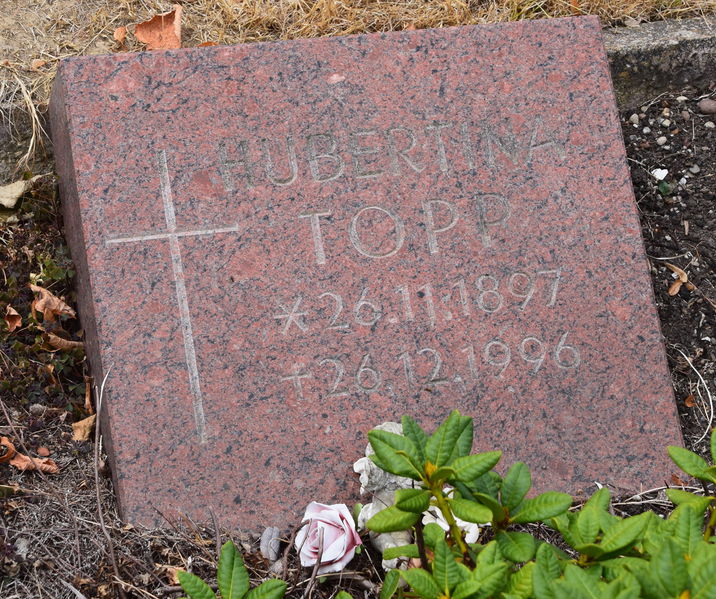 HUBERTINA
TOPP
* 26.11.1897
+ 26.12.1996